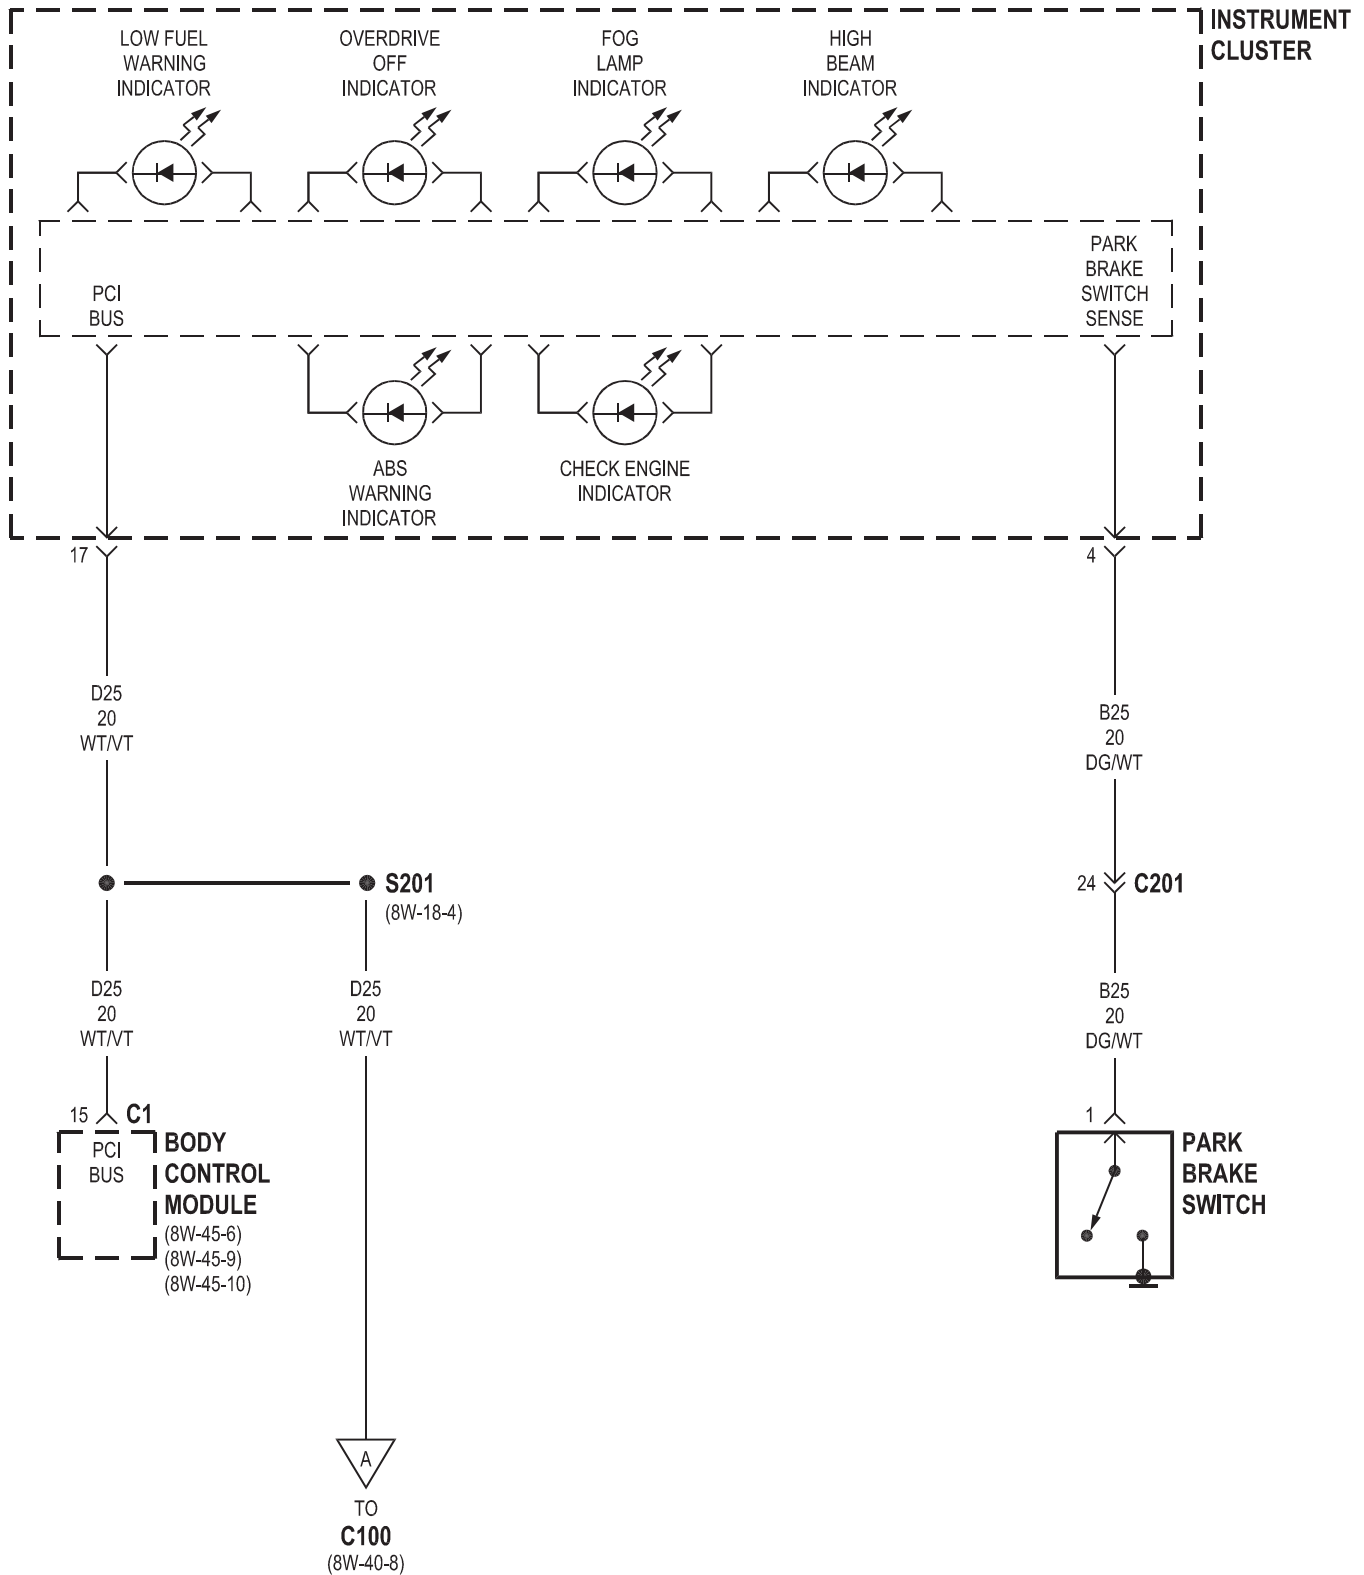 INSTRUMENT
CLUSTER
LOW FUEL
WARNING
INDICATOR
OVERDRIVE
OFF
INDICATOR
FOG
LAMP
INDICATOR
HIGH
BEAM
INDICATOR
PCI
BUS
PARK
BRAKE
SWITCH
SENSE
ABS
WARNING
INDICATOR
CHECK ENGINE
INDICATOR
17
4
D25
20
WT/VT
B25
20
DG/WT
S201
(8W-18-4)
24
C201
D25
20
WT/VT
D25
20
WT/VT
B25
20
DG/WT
15
C1
PCI
BUS
BODY
CONTROL
MODULE
(8W-45-6)
(8W-45-9)
(8W-45-10)
1
PARK
BRAKE
SWITCH
A
TO
C100
(8W-40-8)